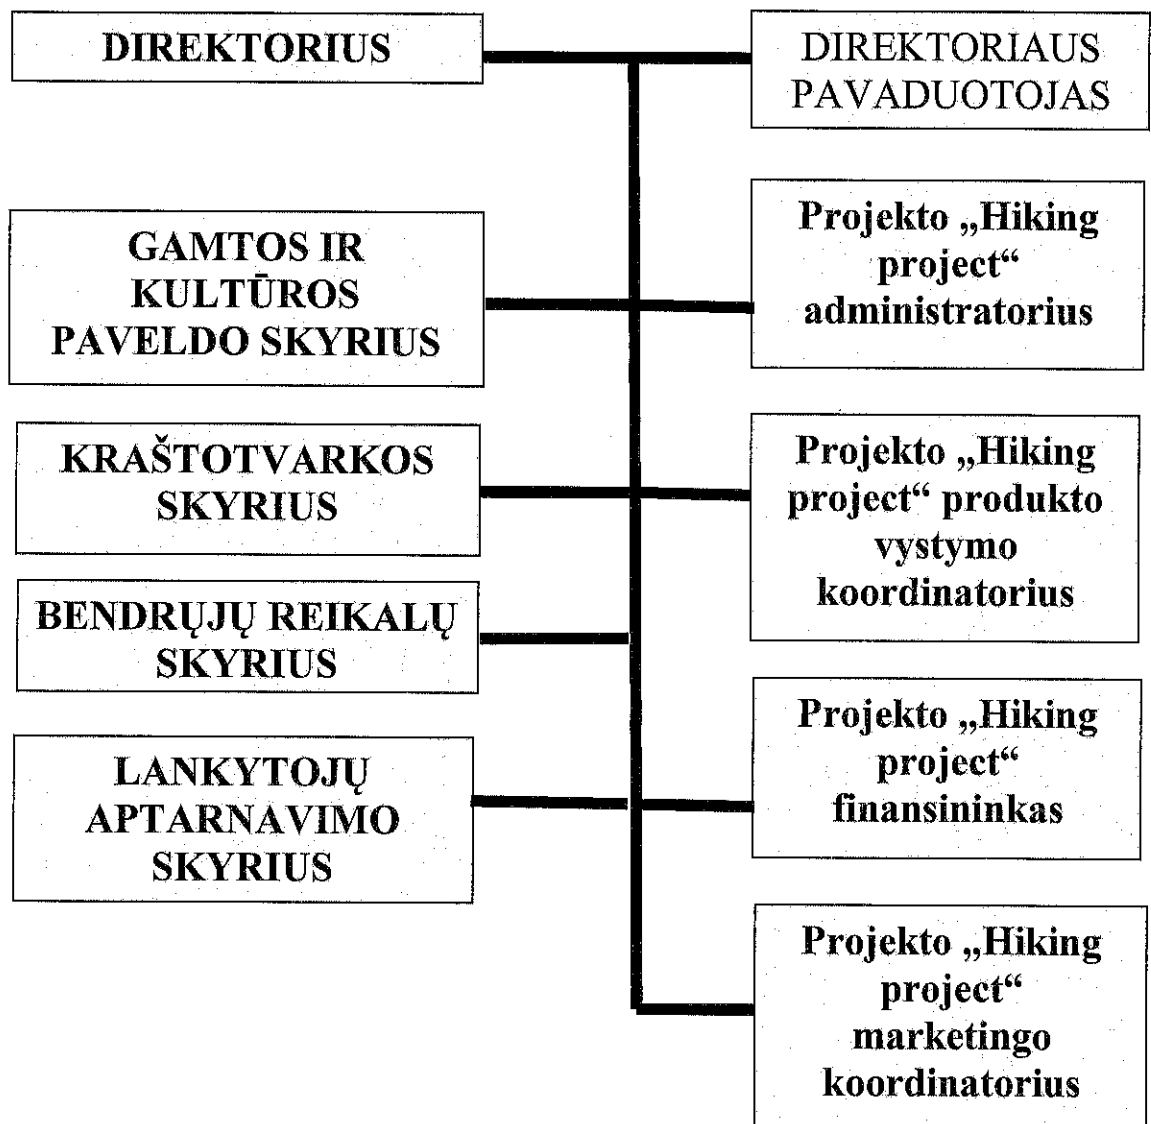 DIREKTORIUS
DIREKTORIAUS
PAVADUOTOJAS
GAMTOS IR
KULTŪROS
PAVELDO SKYRIUS
Projekto „Hiking
project“
administratorius
KRAŠTOTVARKOS
SKYRIUS
Projekto „Hiking
project“ produkto
vystymo
koordinatorius
BENDRŲJŲ REIKALŲ
SKYRIUS
LANKYTOJŲ
APTARNAVIMO
SKYRIUS
Projekto „Hiking
project“
finansininkas
Projekto „Hiking
project“
marketingo
koordinatorius